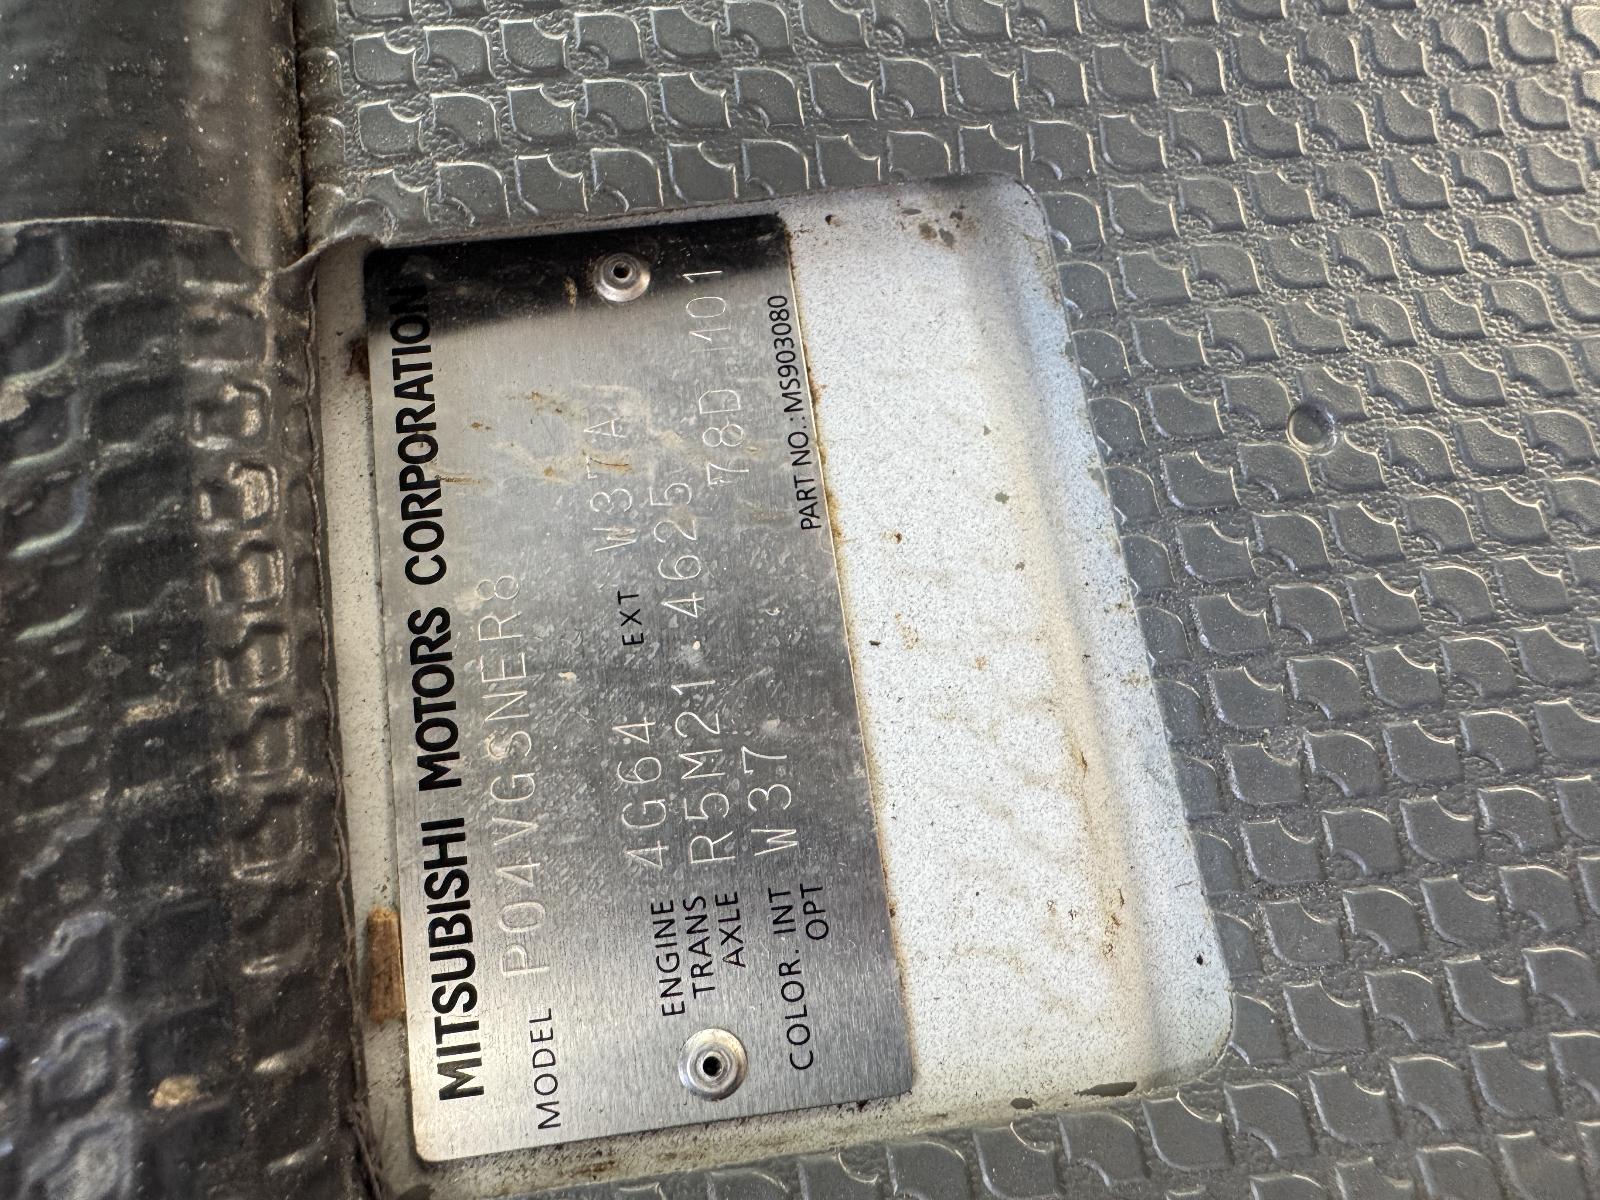 MITSUBISHI MOTORS CORPORATION
MODEL P04VGSNER8
ENGINE 4G64 EXT W37A
TRANS AXLE R5M21 4625
COLOR. INT W37 78D 401
OPT
PART NO.: MS903080